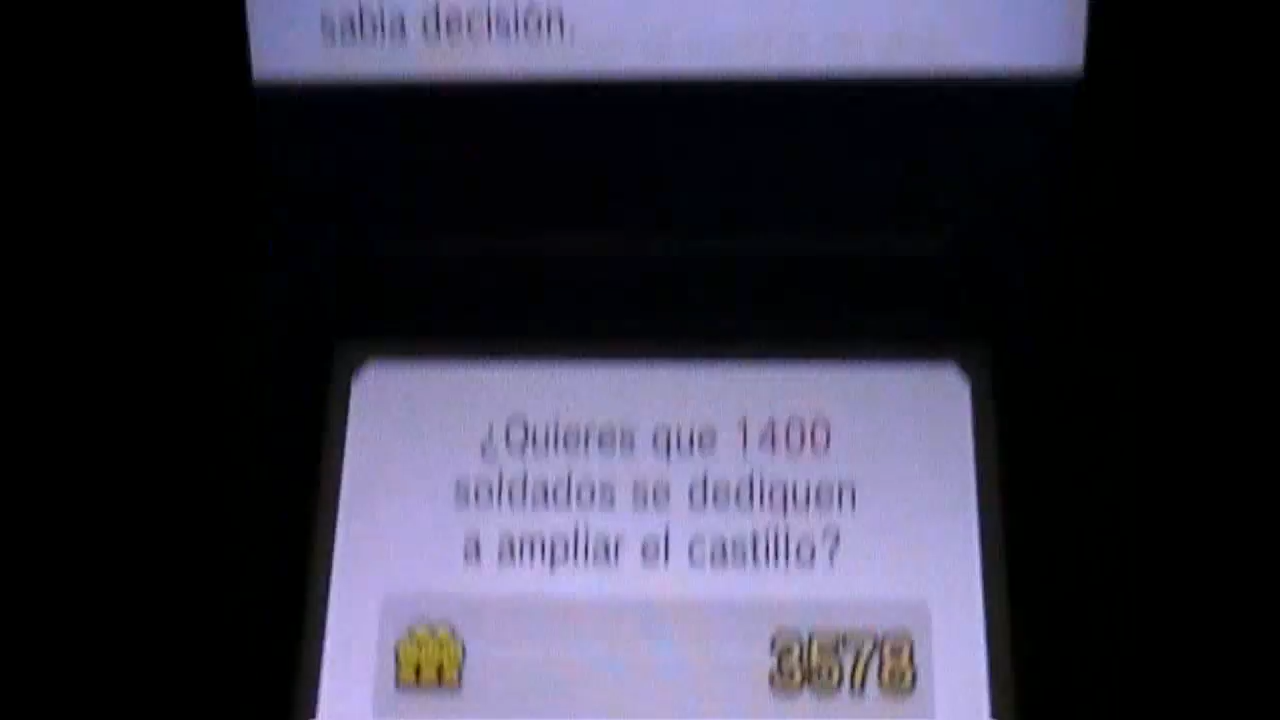 sabia decisión.
¿Quieres que 1400
soldados se dediquen
a ampliar el castillo?
3578